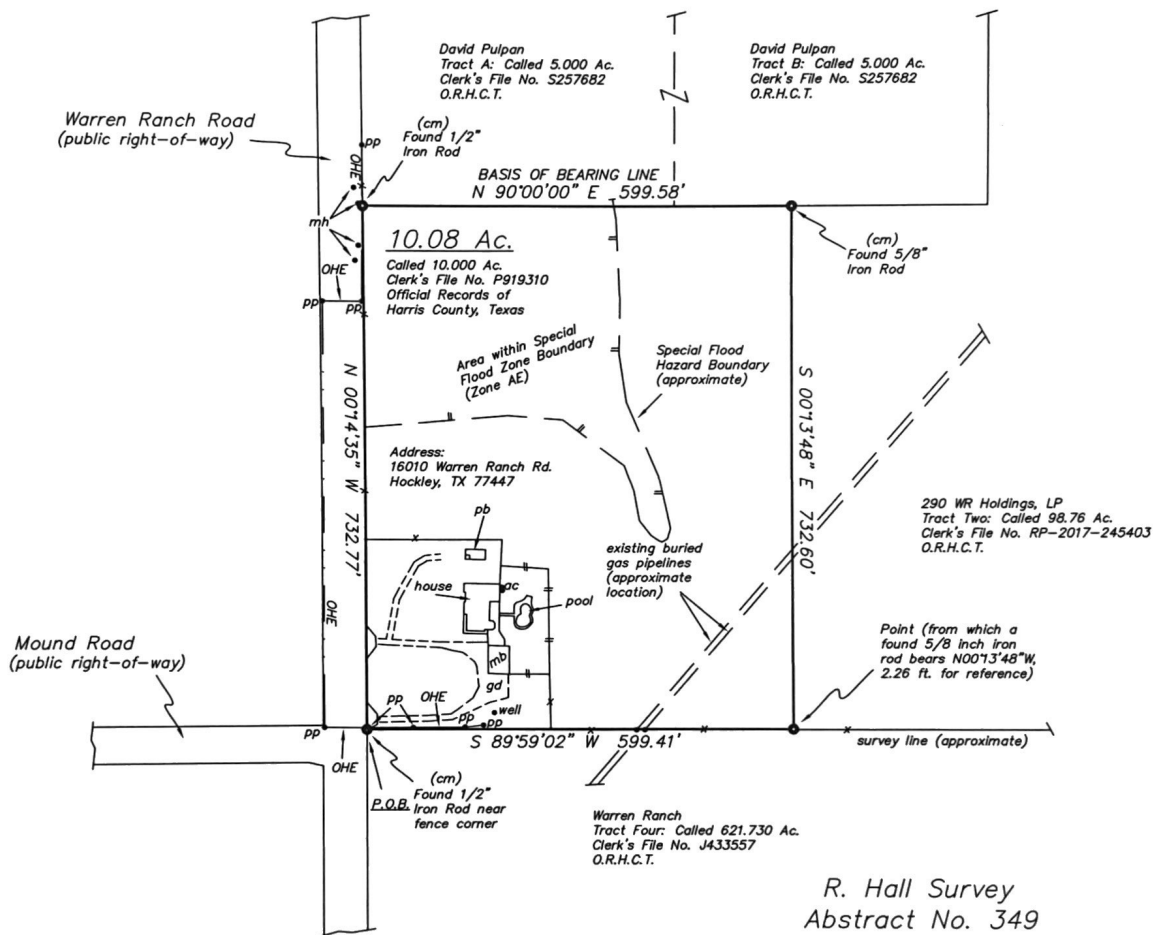 David Pulpan
Tract A: Called 5.000 Ac.
Clerk's File No. S257682
O.R.H.C.T.
David Pulpan
Tract B: Called 5.000 Ac.
Clerk's File No. S257682
O.R.H.C.T.
Warren Ranch Road
(public right-of-way)
pp
(cm)
Found 1/2"
Iron Rod
OHE
BASIS OF BEARING LINE
N 90°00'00" E 599.58'
mh
(cm)
Found 5/8"
Iron Rod
10.08 Ac.
Called 10.000 Ac.
Clerk's File No. P919310
Official Records of
Harris County, Texas
OHE
pp
pp
Area within Special
Flood Zone Boundary
(Zone AE)
Special Flood
Hazard Boundary
(approximate)
N 00°14'35" W 732.77'
S 00°13'48" E 732.60'
Address:
16010 Warren Ranch Rd.
Hockley, TX 77447
290 WR Holdings, LP
Tract Two: Called 98.76 Ac.
Clerk's File No. RP-2017-245403
O.R.H.C.T.
pb
existing buried
gas pipelines
(approximate
location)
house
ac
pool
OHE
Mound Road
(public right-of-way)
Point (from which a
found 5/8 inch iron
rod bears N00°13'48"W,
2.26 ft. for reference)
mb
gd
well
pp
OHE
pp
pp
pp
OHE
S 89°59'02" W 599.41'
survey line (approximate)
(cm)
Found 1/2"
P.O.B. Iron Rod near
fence corner
Warren Ranch
Tract Four: Called 621.730 Ac.
Clerk's File No. J433557
O.R.H.C.T.
R. Hall Survey
Abstract No. 349